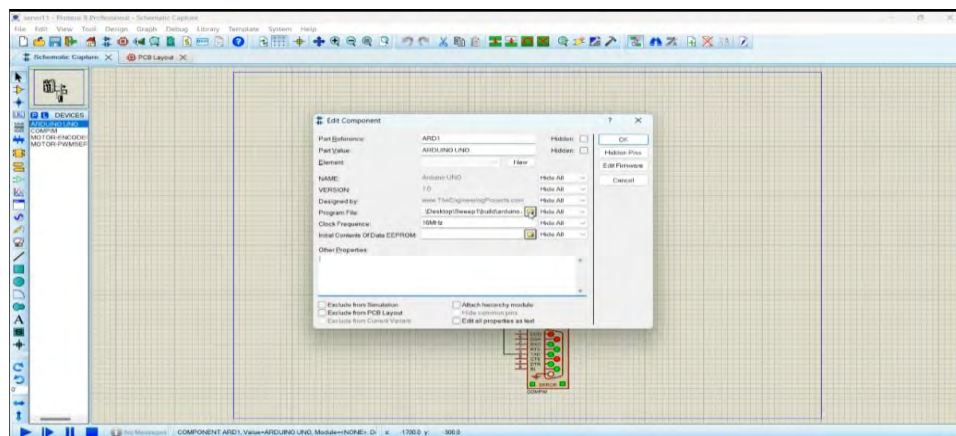 server11 - Proteus 8 Professional - Schematic Capture
File Edit View Tool Design Graph Debug Library Template System Help
Schematic Capture
PCB Layout
P L DEVICES
ARDUINO UNO
COMPIM
MOTOR-ENCODE
MOTOR-PWMSER
Edit Component
Part Reference: ARD1 Hidden: OK
Part Value: ARDUINO UNO Hidden: Hidden Pins
Element: New Edit Firmware
NAME: Arduino UNO Hide All Cancel
VERSION: 1.0 Hide All
Designed by: www.TheEngineeringProjects.com Hide All
Program File: Hide All
Clock Frequence: 16MHz Hide All
Initial Contents Of Data EEPROM: Hide All
Other Properties:
Exclude from Simulation Attach hierarchy module
Exclude from PCB Layout Hide common pins
Exclude from Current Variant Edit all properties as text
ERROR
COMPIM
No Messages COMPONENT ARD1, Value=ARDUINO UNO, Module=<NONE> x: -1700.0 y: